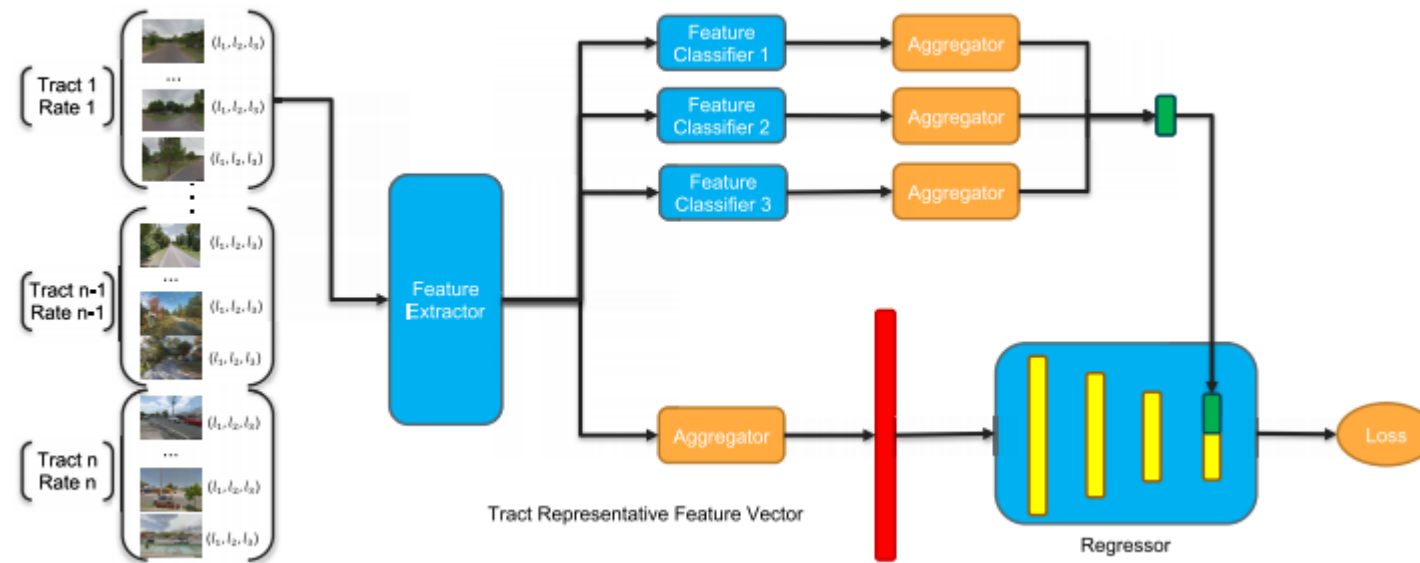 Tract 1
Rate 1
(l₁, l₂, l₃)
...
(l₁, l₂, l₃)
(l₁, l₂, l₃)
Tract n-1
Rate n-1
(l₁, l₂, l₃)
...
(l₁, l₂, l₃)
(l₁, l₂, l₃)
Tract n
Rate n
(l₁, l₂, l₃)
...
(l₁, l₂, l₃)
(l₁, l₂, l₃)
Feature
Extractor
Feature
Classifier 1
Aggregator
Feature
Classifier 2
Aggregator
Feature
Classifier 3
Aggregator
Aggregator
Tract Representative Feature Vector
Regressor
Loss